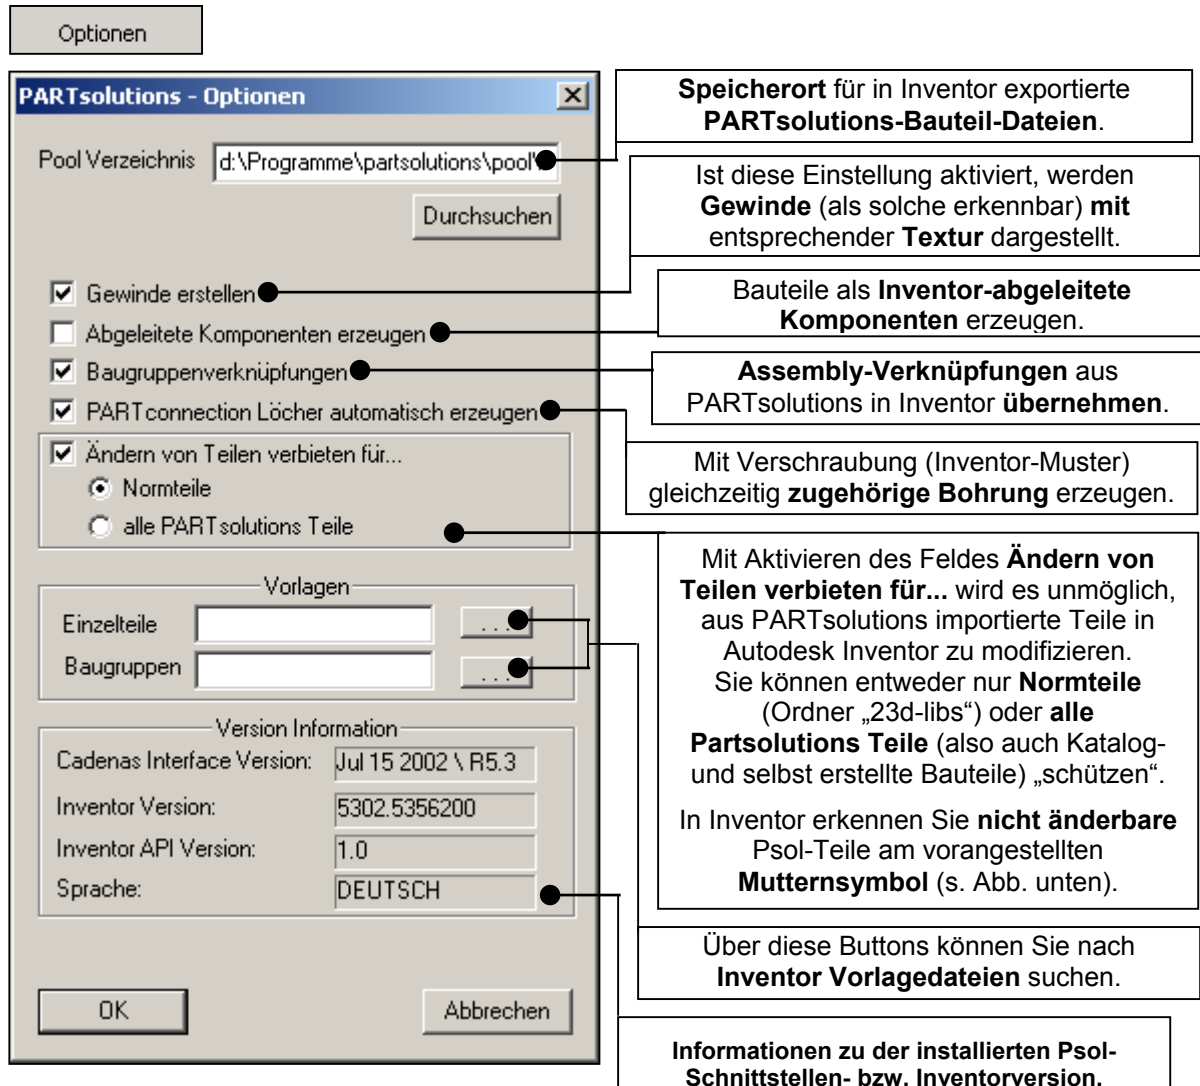 Optionen
PARTsolutions - Optionen
Pool Verzeichnis
d:\Programme\partsolutions\pool\
Durchsuchen
Gewinde erstellen
Abgeleitete Komponenten erzeugen
Baugruppenverknüpfungen
PARTconnection Löcher automatisch erzeugen
Ändern von Teilen verbieten für...
Normteile
alle PARTsolutions Teile
Vorlagen
Einzelteile
...
Baugruppen
...
Version Information
Cadenas Interface Version:
Jul 15 2002 \ R5.3
Inventor Version:
5302.5356200
Inventor API Version:
1.0
Sprache:
DEUTSCH
OK
Abbrechen
Speicherort für in Inventor exportierte
PARTsolutions-Bauteil-Dateien.
Ist diese Einstellung aktiviert, werden
Gewinde (als solche erkennbar) mit
entsprechender Textur dargestellt.
Bauteile als Inventor-abgeleitete
Komponenten erzeugen.
Assembly-Verknüpfungen aus
PARTsolutions in Inventor übernehmen.
Mit Verschraubung (Inventor-Muster)
gleichzeitig zugehörige Bohrung erzeugen.
Mit Aktivieren des Feldes Ändern von
Teilen verbieten für... wird es unmöglich,
aus PARTsolutions importierte Teile in
Autodesk Inventor zu modifizieren.
Sie können entweder nur Normteile
(Ordner „23d-libs“) oder alle
Partsolutions Teile (also auch Katalog-
und selbst erstellte Bauteile) „schützen“.
In Inventor erkennen Sie nicht änderbare
Psol-Teile am vorangestellten
Mutternsymbol (s. Abb. unten).
Über diese Buttons können Sie nach
Inventor Vorlagedateien suchen.
Informationen zu der installierten Psol-
Schnittstellen- bzw. Inventorversion.